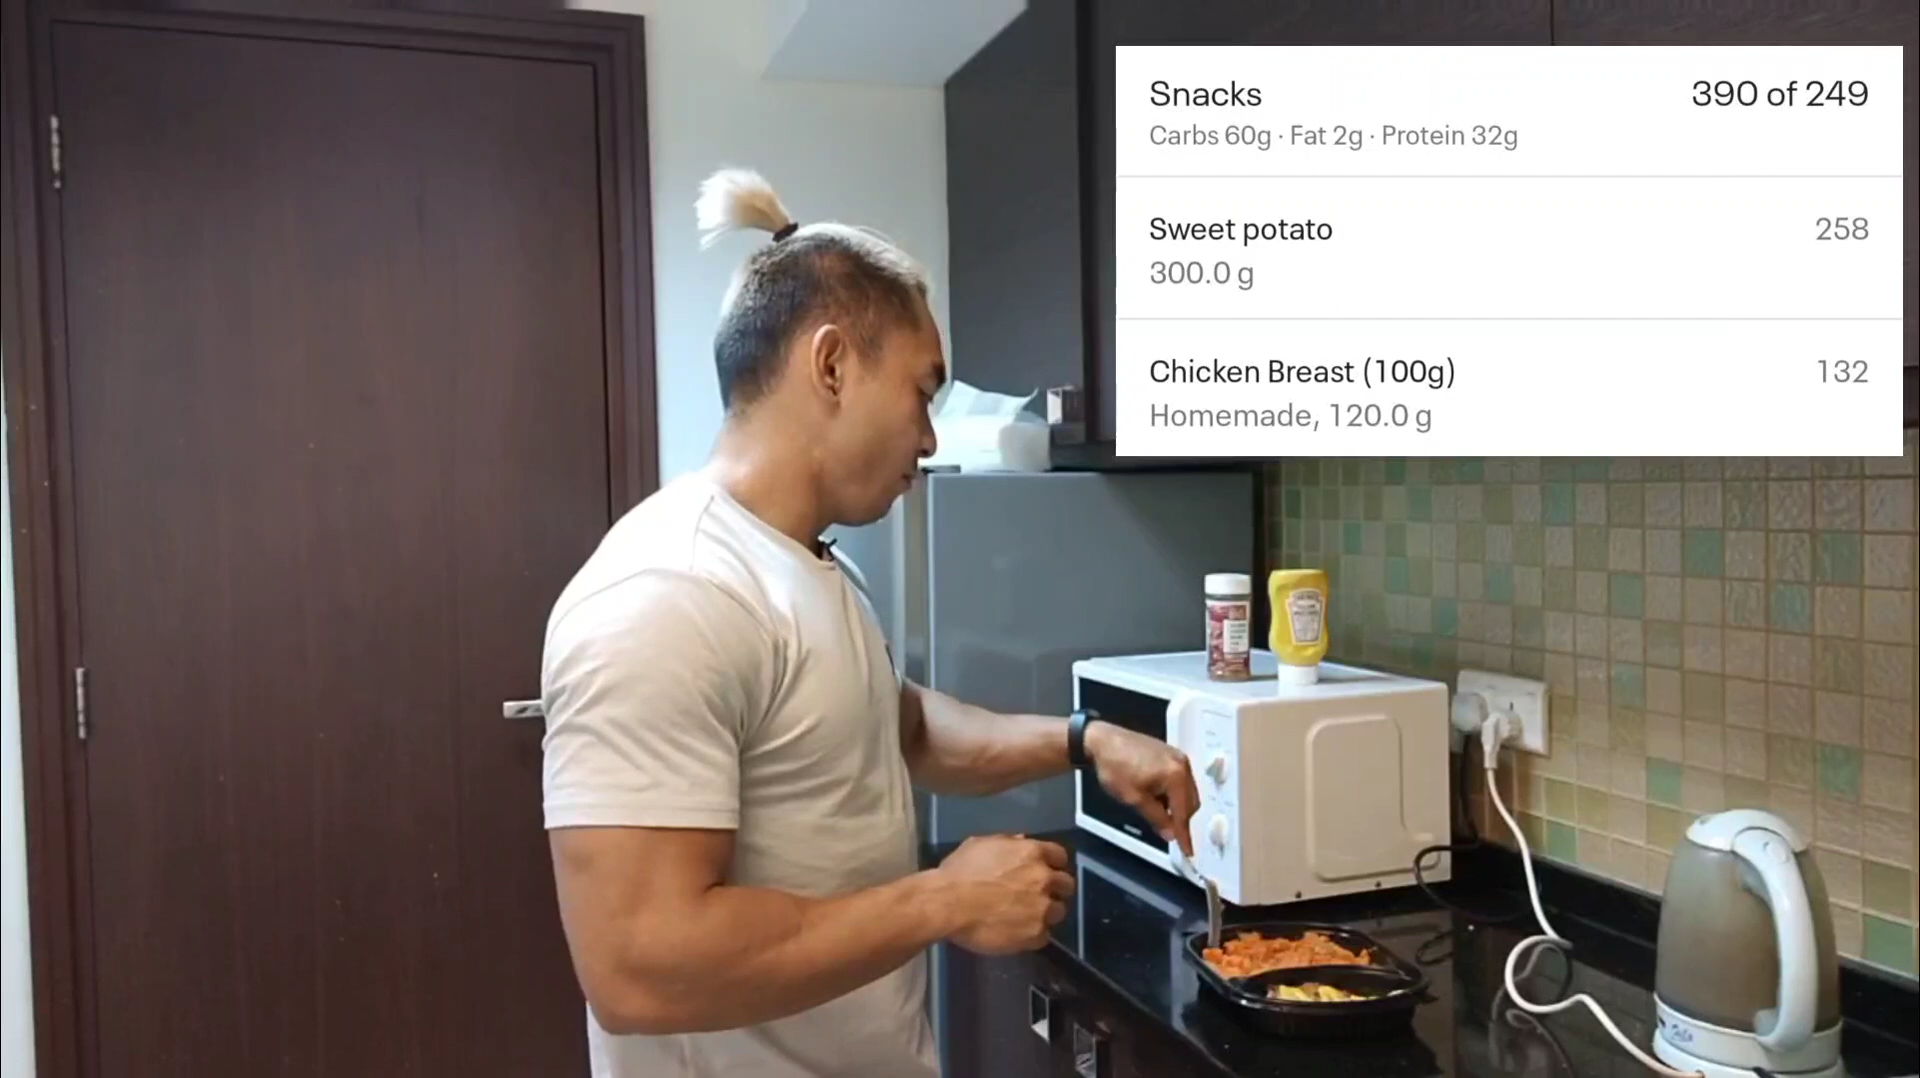 Snacks
390 of 249
Carbs 60g · Fat 2g · Protein 32g
Sweet potato
258
300.0 g
Chicken Breast (100g)
132
Homemade, 120.0 g
HEINZ